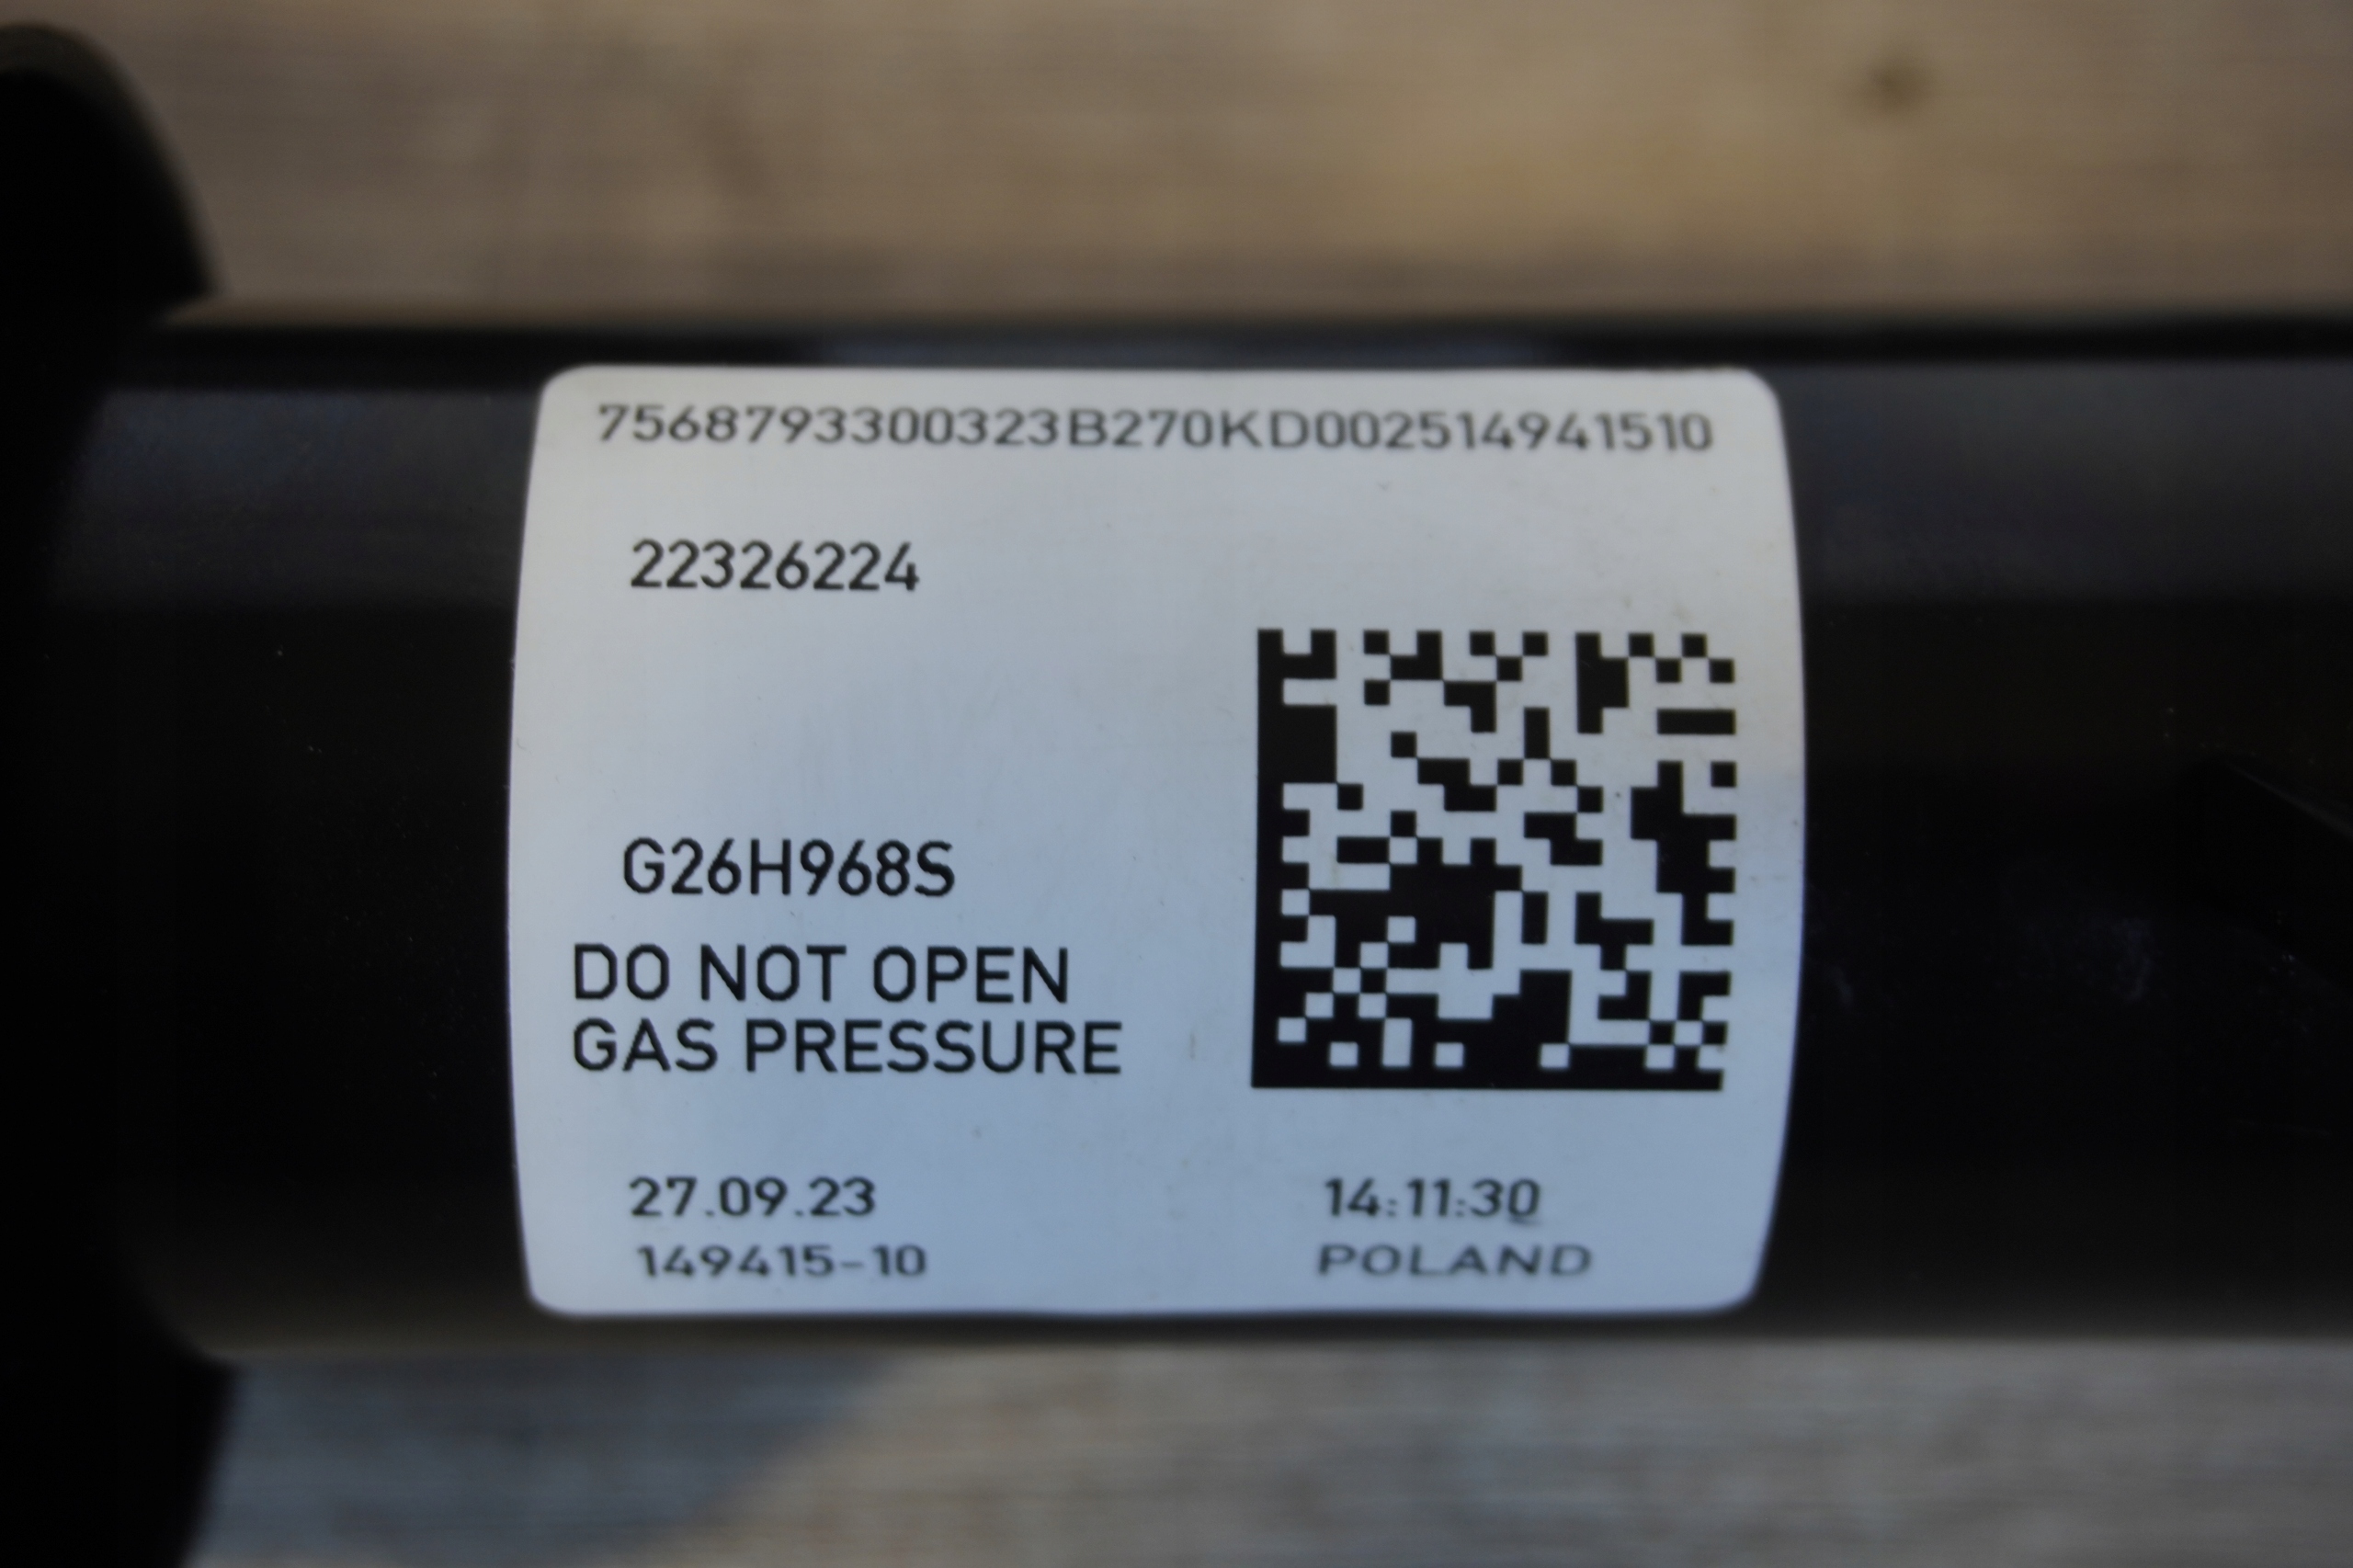 7568793300323B270KD002514941510
22326224
G26H968S
DO NOT OPEN
GAS PRESSURE
27.09.23 14:11:30
149415-10 POLAND